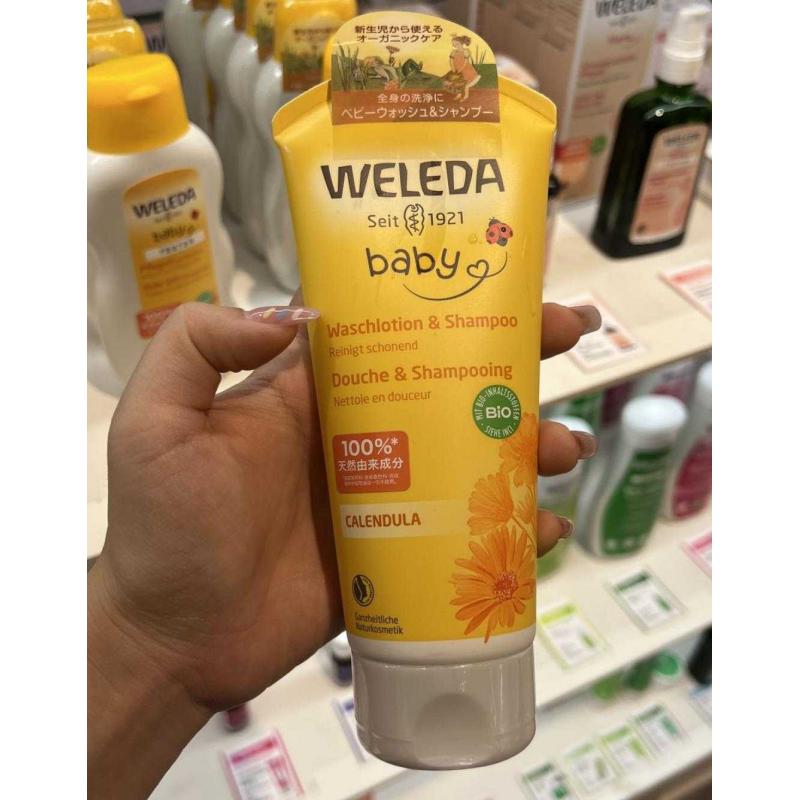 新生児から使える
オーガニックケア
全身の洗浄に
ベビーウォッシュ&シャンプー
WELEDA
Seit 1921
baby
Waschlotion & Shampoo
Reinigt schonend
Douche & Shampooing
Nettoie en douceur
MIT BIO-INHALTSSTOFFEN
BIO
SIEHE INCI
100%*
天然由来成分
CALENDULA
Ganzheitliche
Naturkosmetik
WELEDA
baby
TESTER
WELEDA
WELEDA